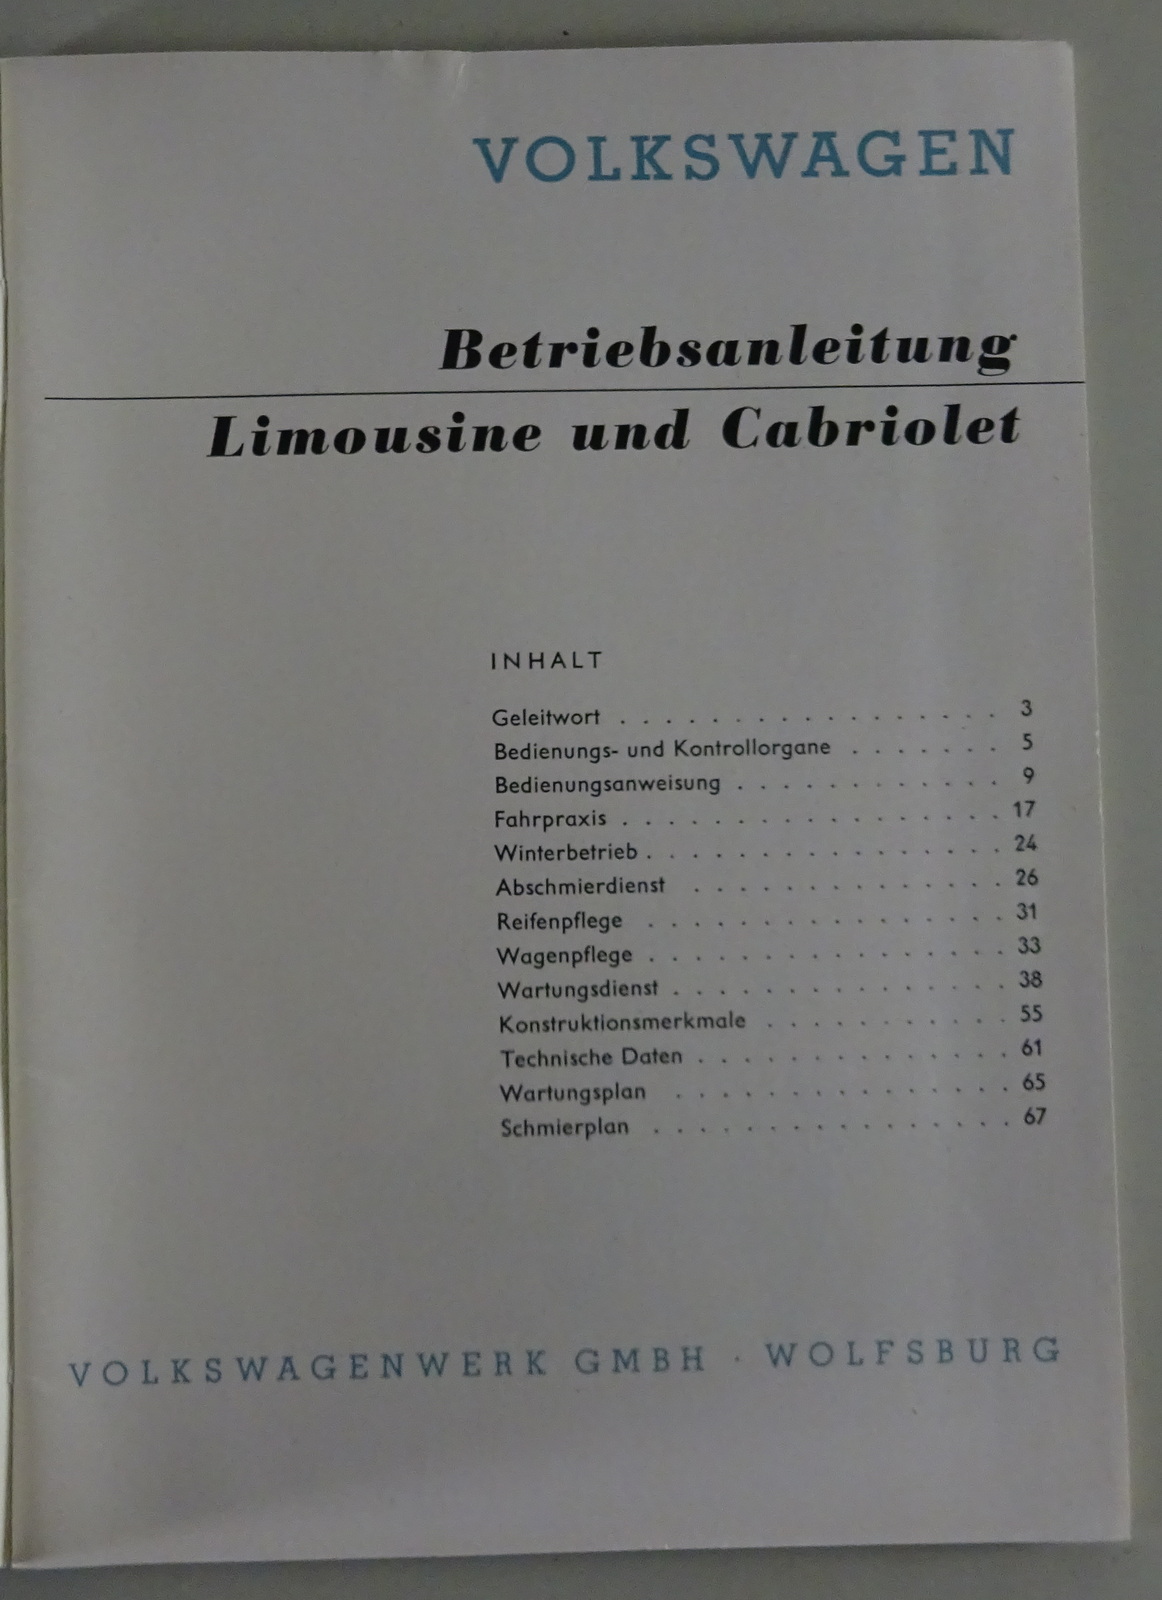 VOLKSWAGEN
Betriebsanleitung
Limousine und Cabriolet
INHALT
Geleitwort . . . . . . . . . . . . . . . . . 3
Bedienungs- und Kontrollorgane . . . . . . . 5
Bedienungsanweisung . . . . . . . . . . . . 9
Fahrpraxis . . . . . . . . . . . . . . . . . 17
Winterbetrieb . . . . . . . . . . . . . . . . 24
Abschmierdienst . . . . . . . . . . . . . . 26
Reifenpflege . . . . . . . . . . . . . . . . 31
Wagenpflege . . . . . . . . . . . . . . . . 33
Wartungsdienst . . . . . . . . . . . . . . . 38
Konstruktionsmerkmale . . . . . . . . . . . 55
Technische Daten . . . . . . . . . . . . . . 61
Wartungsplan . . . . . . . . . . . . . . . 65
Schmierplan . . . . . . . . . . . . . . . . 67
VOLKSWAGENWERK GMBH · WOLFSBURG